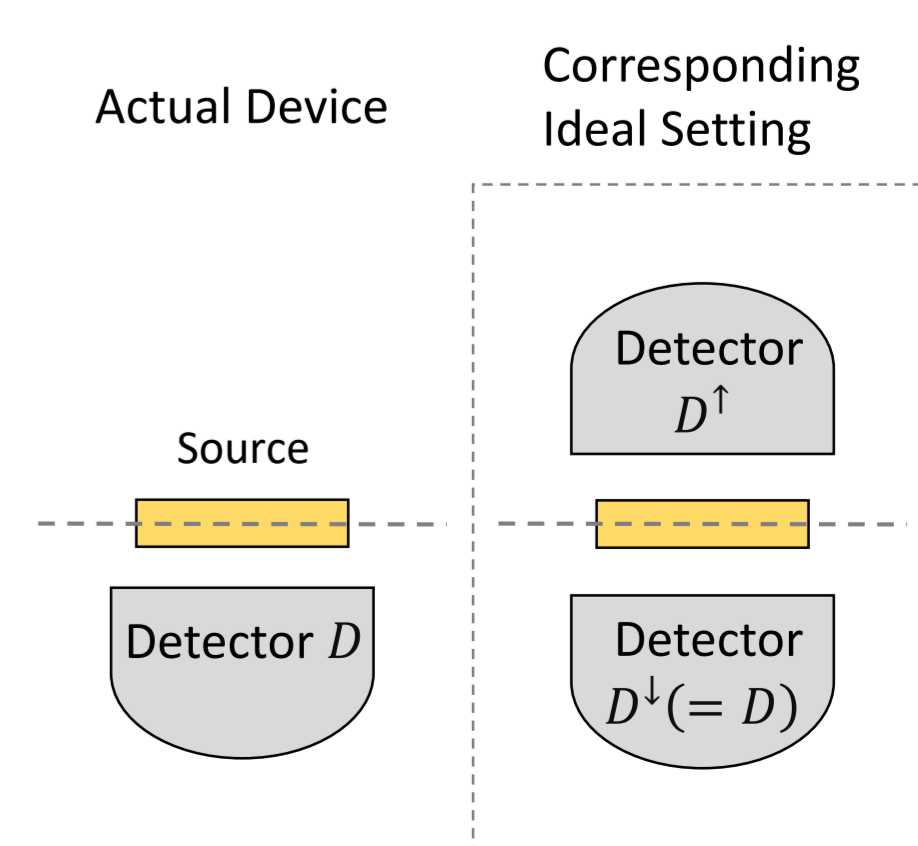 Actual Device
Source
Detector D
Corresponding
Ideal Setting
Detector
D↑
Detector
D↓(= D)